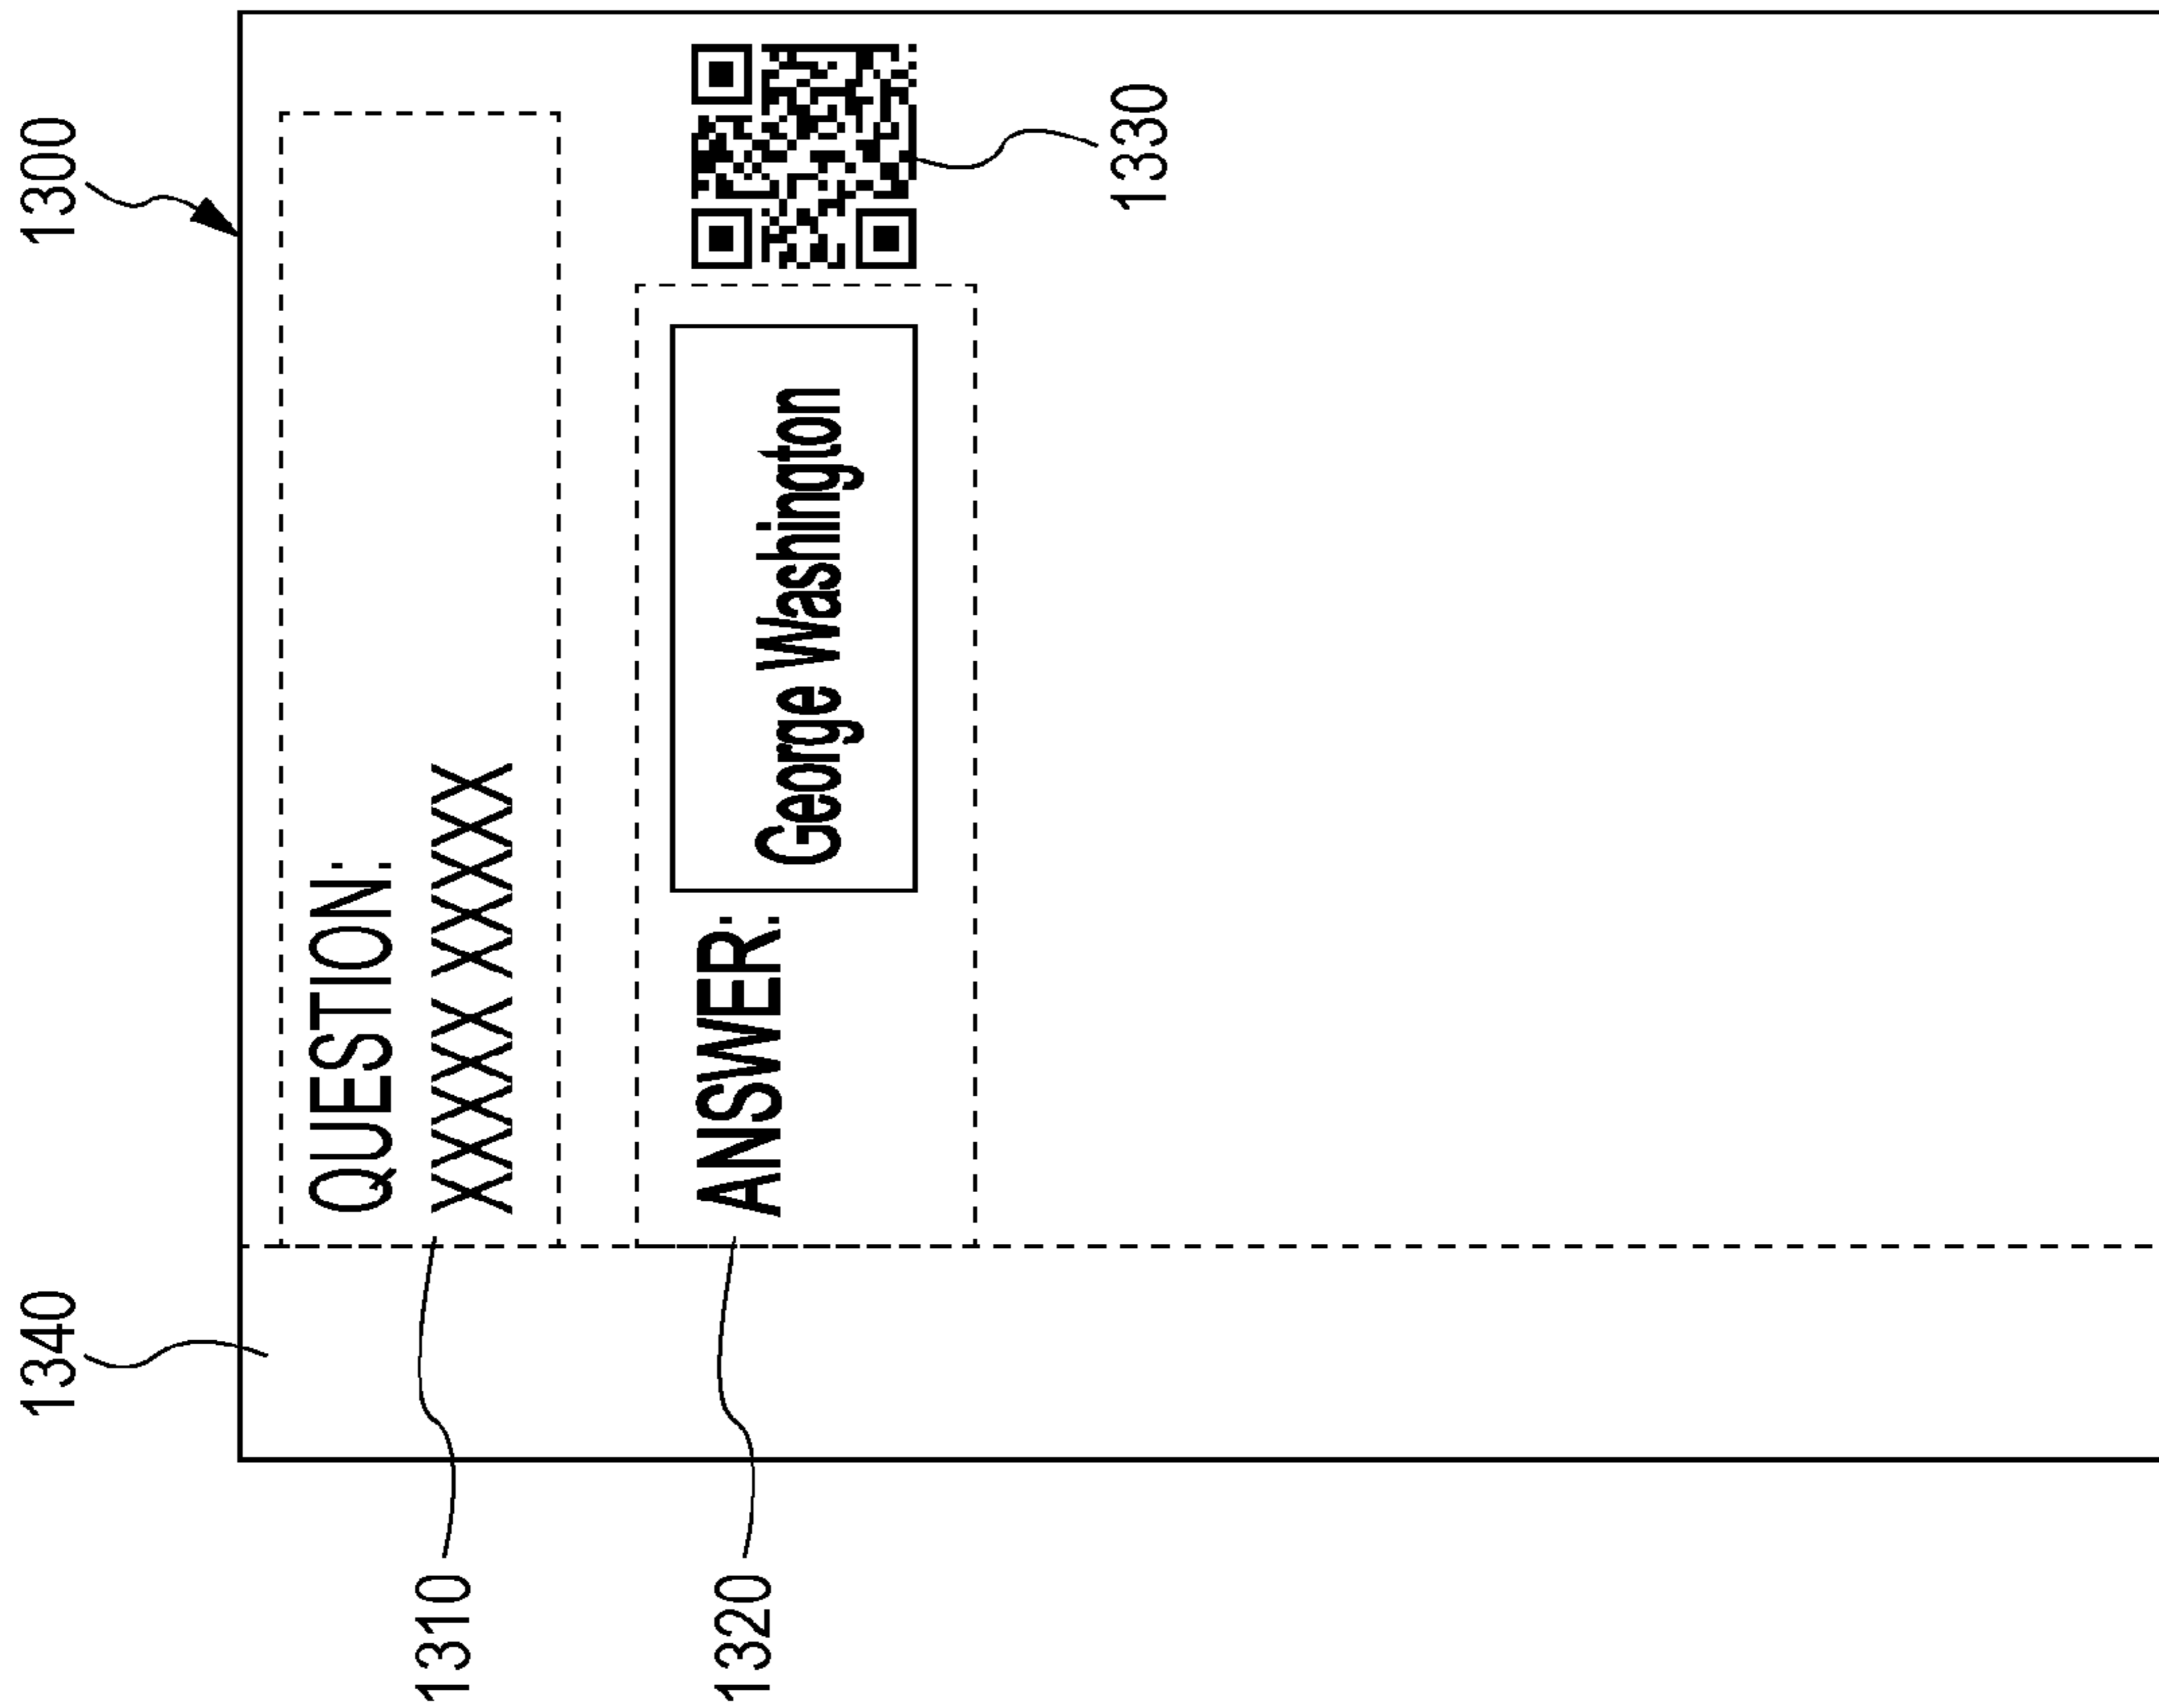 1300
1340
QUESTION:
XXXXX XXXXX
1310
ANSWER:
George Washington
1320
1330